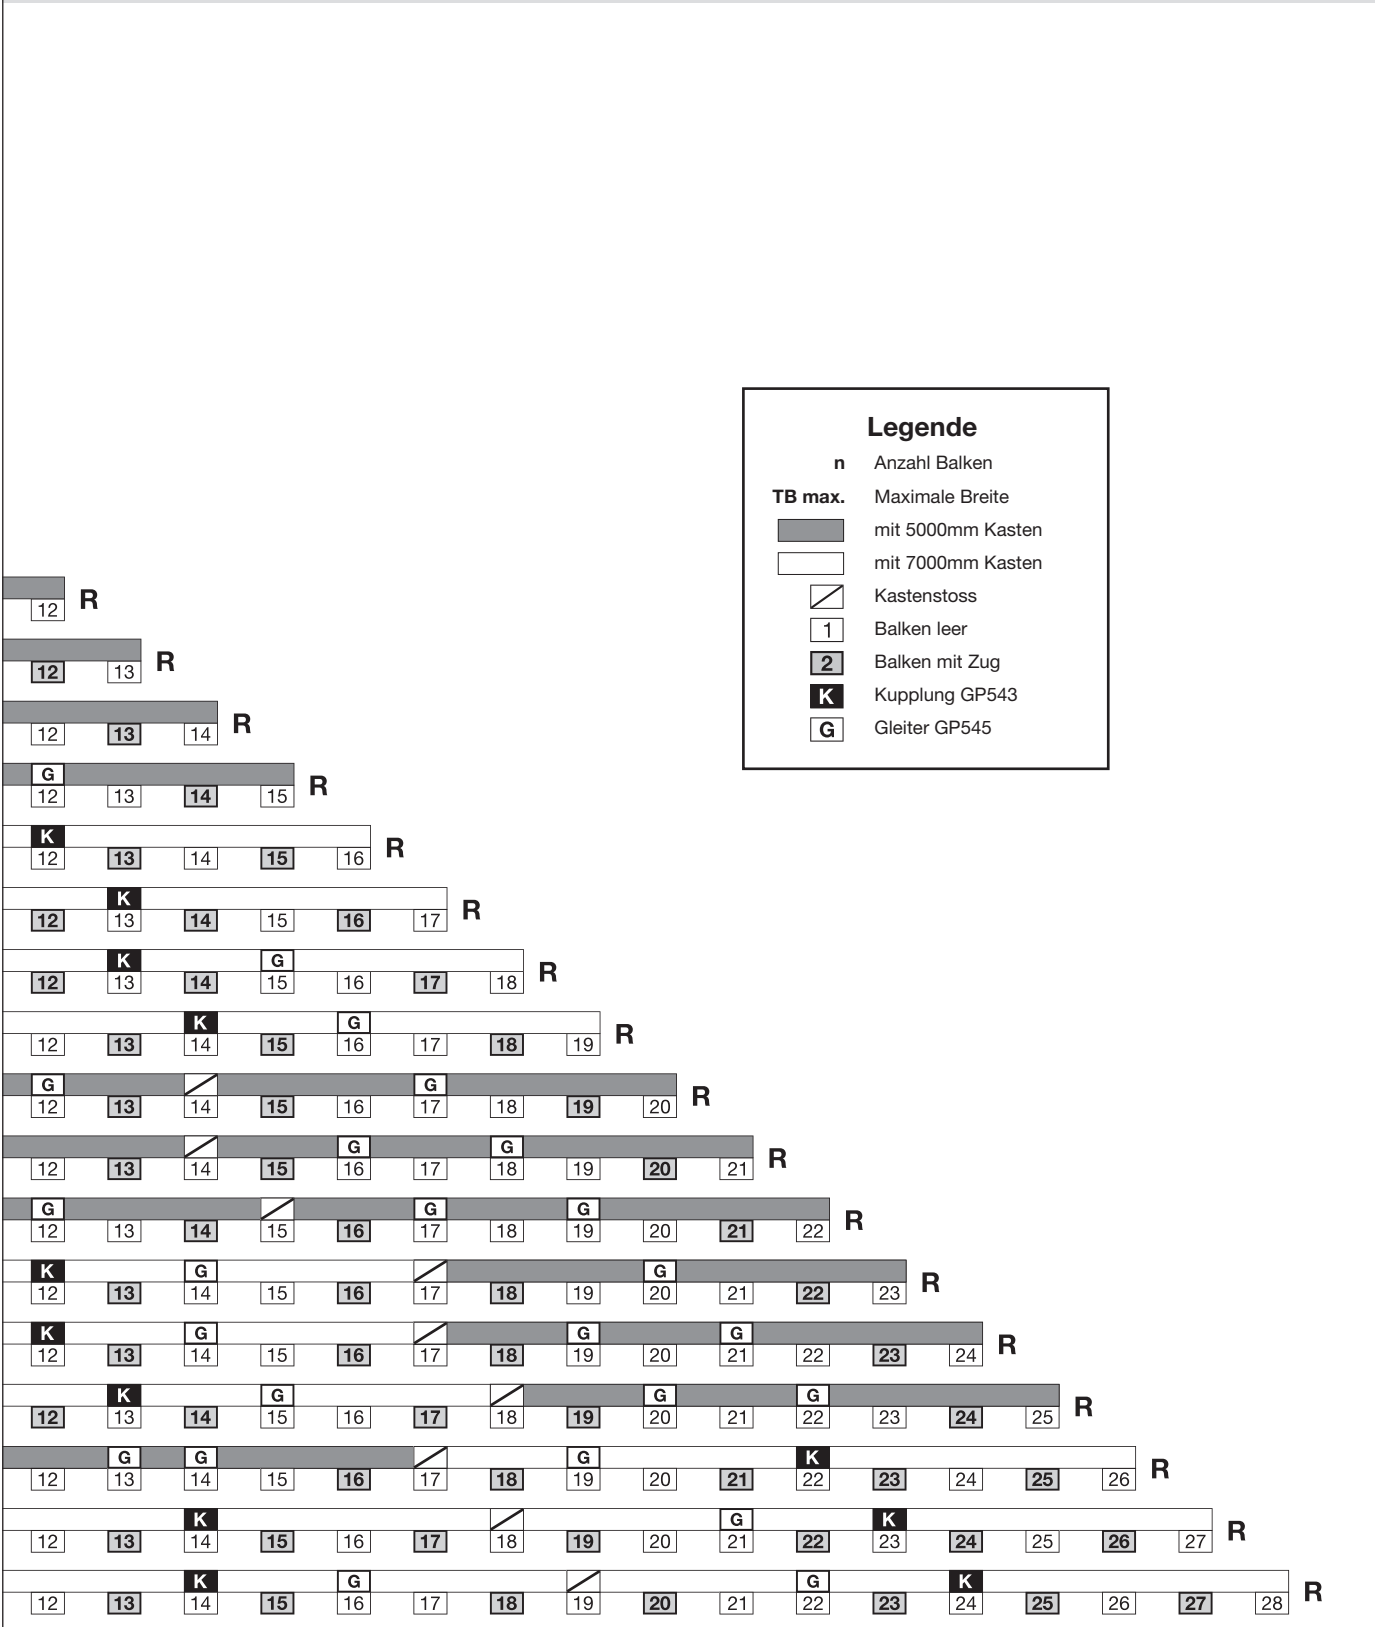 Legende
n Anzahl Balken
TB max. Maximale Breite
mit 5000mm Kasten
mit 7000mm Kasten
Kastenstoss
1 Balken leer
2 Balken mit Zug
K Kupplung GP543
G Gleiter GP545
R
12
R
12 13
R
12 13 14
G R
12 13 14 15
K R
12 13 14 15 16
K R
12 13 14 15 16 17
K G R
12 13 14 15 16 17 18
K G R
12 13 14 15 16 17 18 19
G G R
12 13 14 15 16 17 18 19 20
G G R
12 13 14 15 16 17 18 19 20 21
G G G R
12 13 14 15 16 17 18 19 20 21 22
K G G R
12 13 14 15 16 17 18 19 20 21 22 23
K G G G R
12 13 14 15 16 17 18 19 20 21 22 23 24
K G G G R
12 13 14 15 16 17 18 19 20 21 22 23 24 25
G G G K R
12 13 14 15 16 17 18 19 20 21 22 23 24 25 26
K G K R
12 13 14 15 16 17 18 19 20 21 22 23 24 25 26 27
K G G K R
12 13 14 15 16 17 18 19 20 21 22 23 24 25 26 27 28